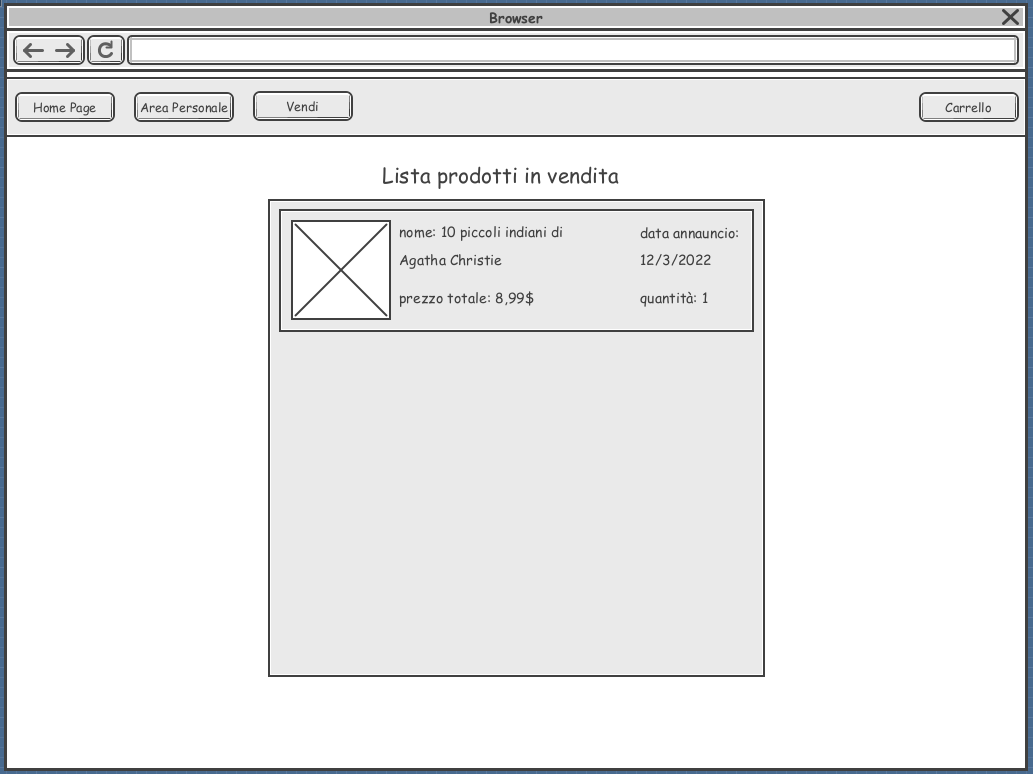 Browser
Home Page
Area Personale
Vendi
Carrello
Lista prodotti in vendita
nome: 10 piccoli indiani di
Agatha Christie
prezzo totale: 8,99$
data annauncio:
12/3/2022
quantità: 1